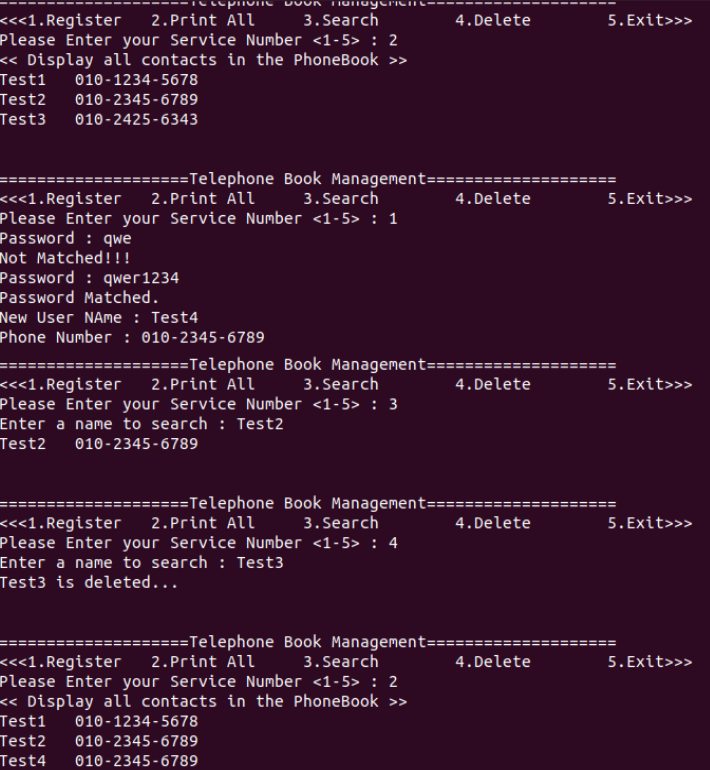 ====================Telephone Book Management====================
<<<1.Register   2.Print All     3.Search        4.Delete        5.Exit>>>
Please Enter your Service Number <1-5> : 2
<< Display all contacts in the PhoneBook >>
Test1   010-1234-5678
Test2   010-2345-6789
Test3   010-2425-6343
====================Telephone Book Management====================
<<<1.Register   2.Print All     3.Search        4.Delete        5.Exit>>>
Please Enter your Service Number <1-5> : 1
Password : qwe
Not Matched!!!
Password : qwer1234
Password Matched.
New User NAme : Test4
Phone Number : 010-2345-6789
====================Telephone Book Management====================
<<<1.Register   2.Print All     3.Search        4.Delete        5.Exit>>>
Please Enter your Service Number <1-5> : 3
Enter a name to search : Test2
Test2   010-2345-6789
====================Telephone Book Management====================
<<<1.Register   2.Print All     3.Search        4.Delete        5.Exit>>>
Please Enter your Service Number <1-5> : 4
Enter a name to search : Test3
Test3 is deleted...
====================Telephone Book Management====================
<<<1.Register   2.Print All     3.Search        4.Delete        5.Exit>>>
Please Enter your Service Number <1-5> : 2
<< Display all contacts in the PhoneBook >>
Test1   010-1234-5678
Test2   010-2345-6789
Test4   010-2345-6789